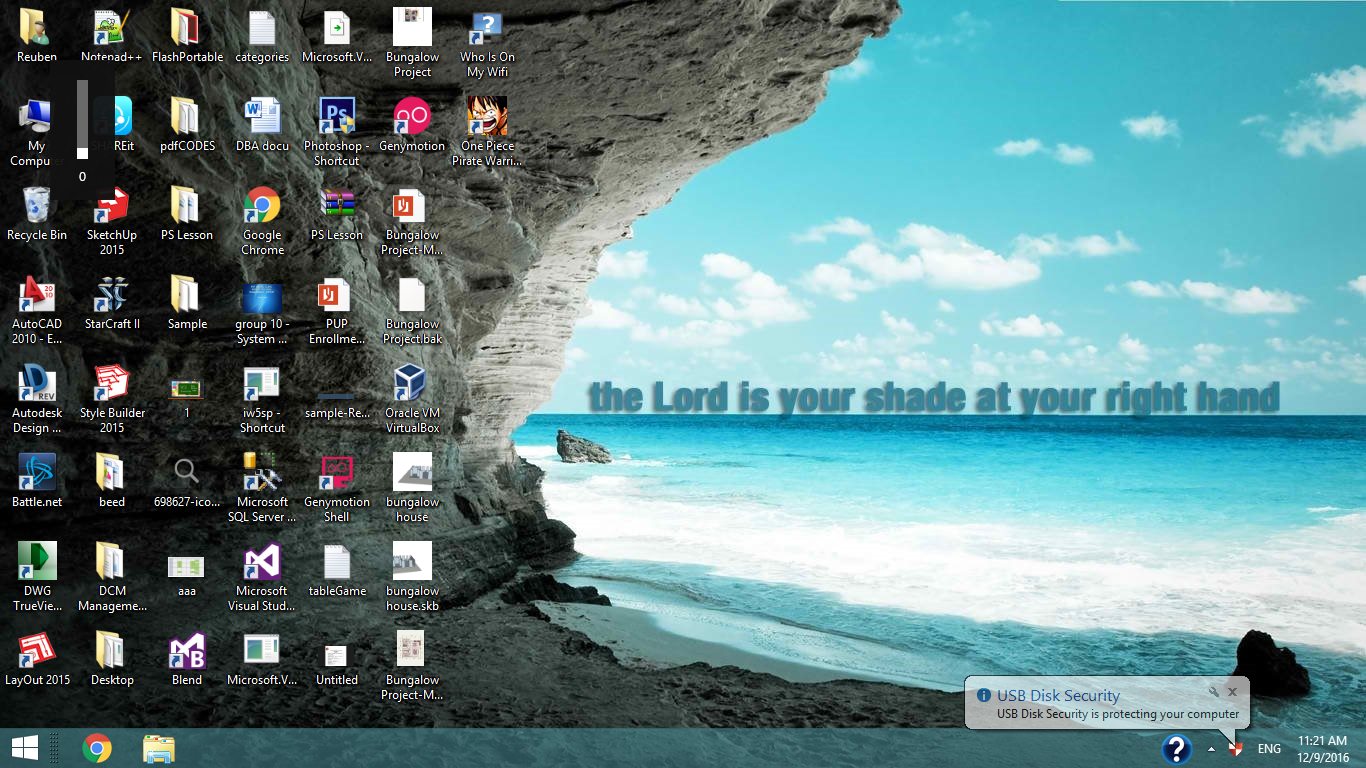 Reuben
Notepad++
FlashPortable
categories
Microsoft.V...
Bungalow
Project
Who Is On
My Wifi
My
Compu
AREit
pdfCODES
DBA docu
Photoshop -
Shortcut
Genymotion
One Piece
Pirate Warri...
0
Recycle Bin
SketchUp
2015
PS Lesson
Google
Chrome
PS Lesson
Bungalow
Project-M...
AutoCAD
2010 - E...
StarCraft II
Sample
group 10 -
System ...
PUP
Enrollme...
Bungalow
Project.bak
the Lord is your shade at your right hand
Autodesk
Design ...
Style Builder
2015
1
iw5sp -
Shortcut
sample-Re...
Oracle VM
VirtualBox
Battle.net
beed
698627-ico...
Microsoft
SQL Server ...
Genymotion
Shell
bungalow
house
DWG
TrueVie...
DCM
Manageme...
aaa
Microsoft
Visual Stud...
tableGame
bungalow
house.skb
LayOut 2015
Desktop
Blend
Microsoft.V...
Untitled
Bungalow
Project-M...
USB Disk Security
USB Disk Security is protecting your computer
ENG
11:21 AM
12/9/2016